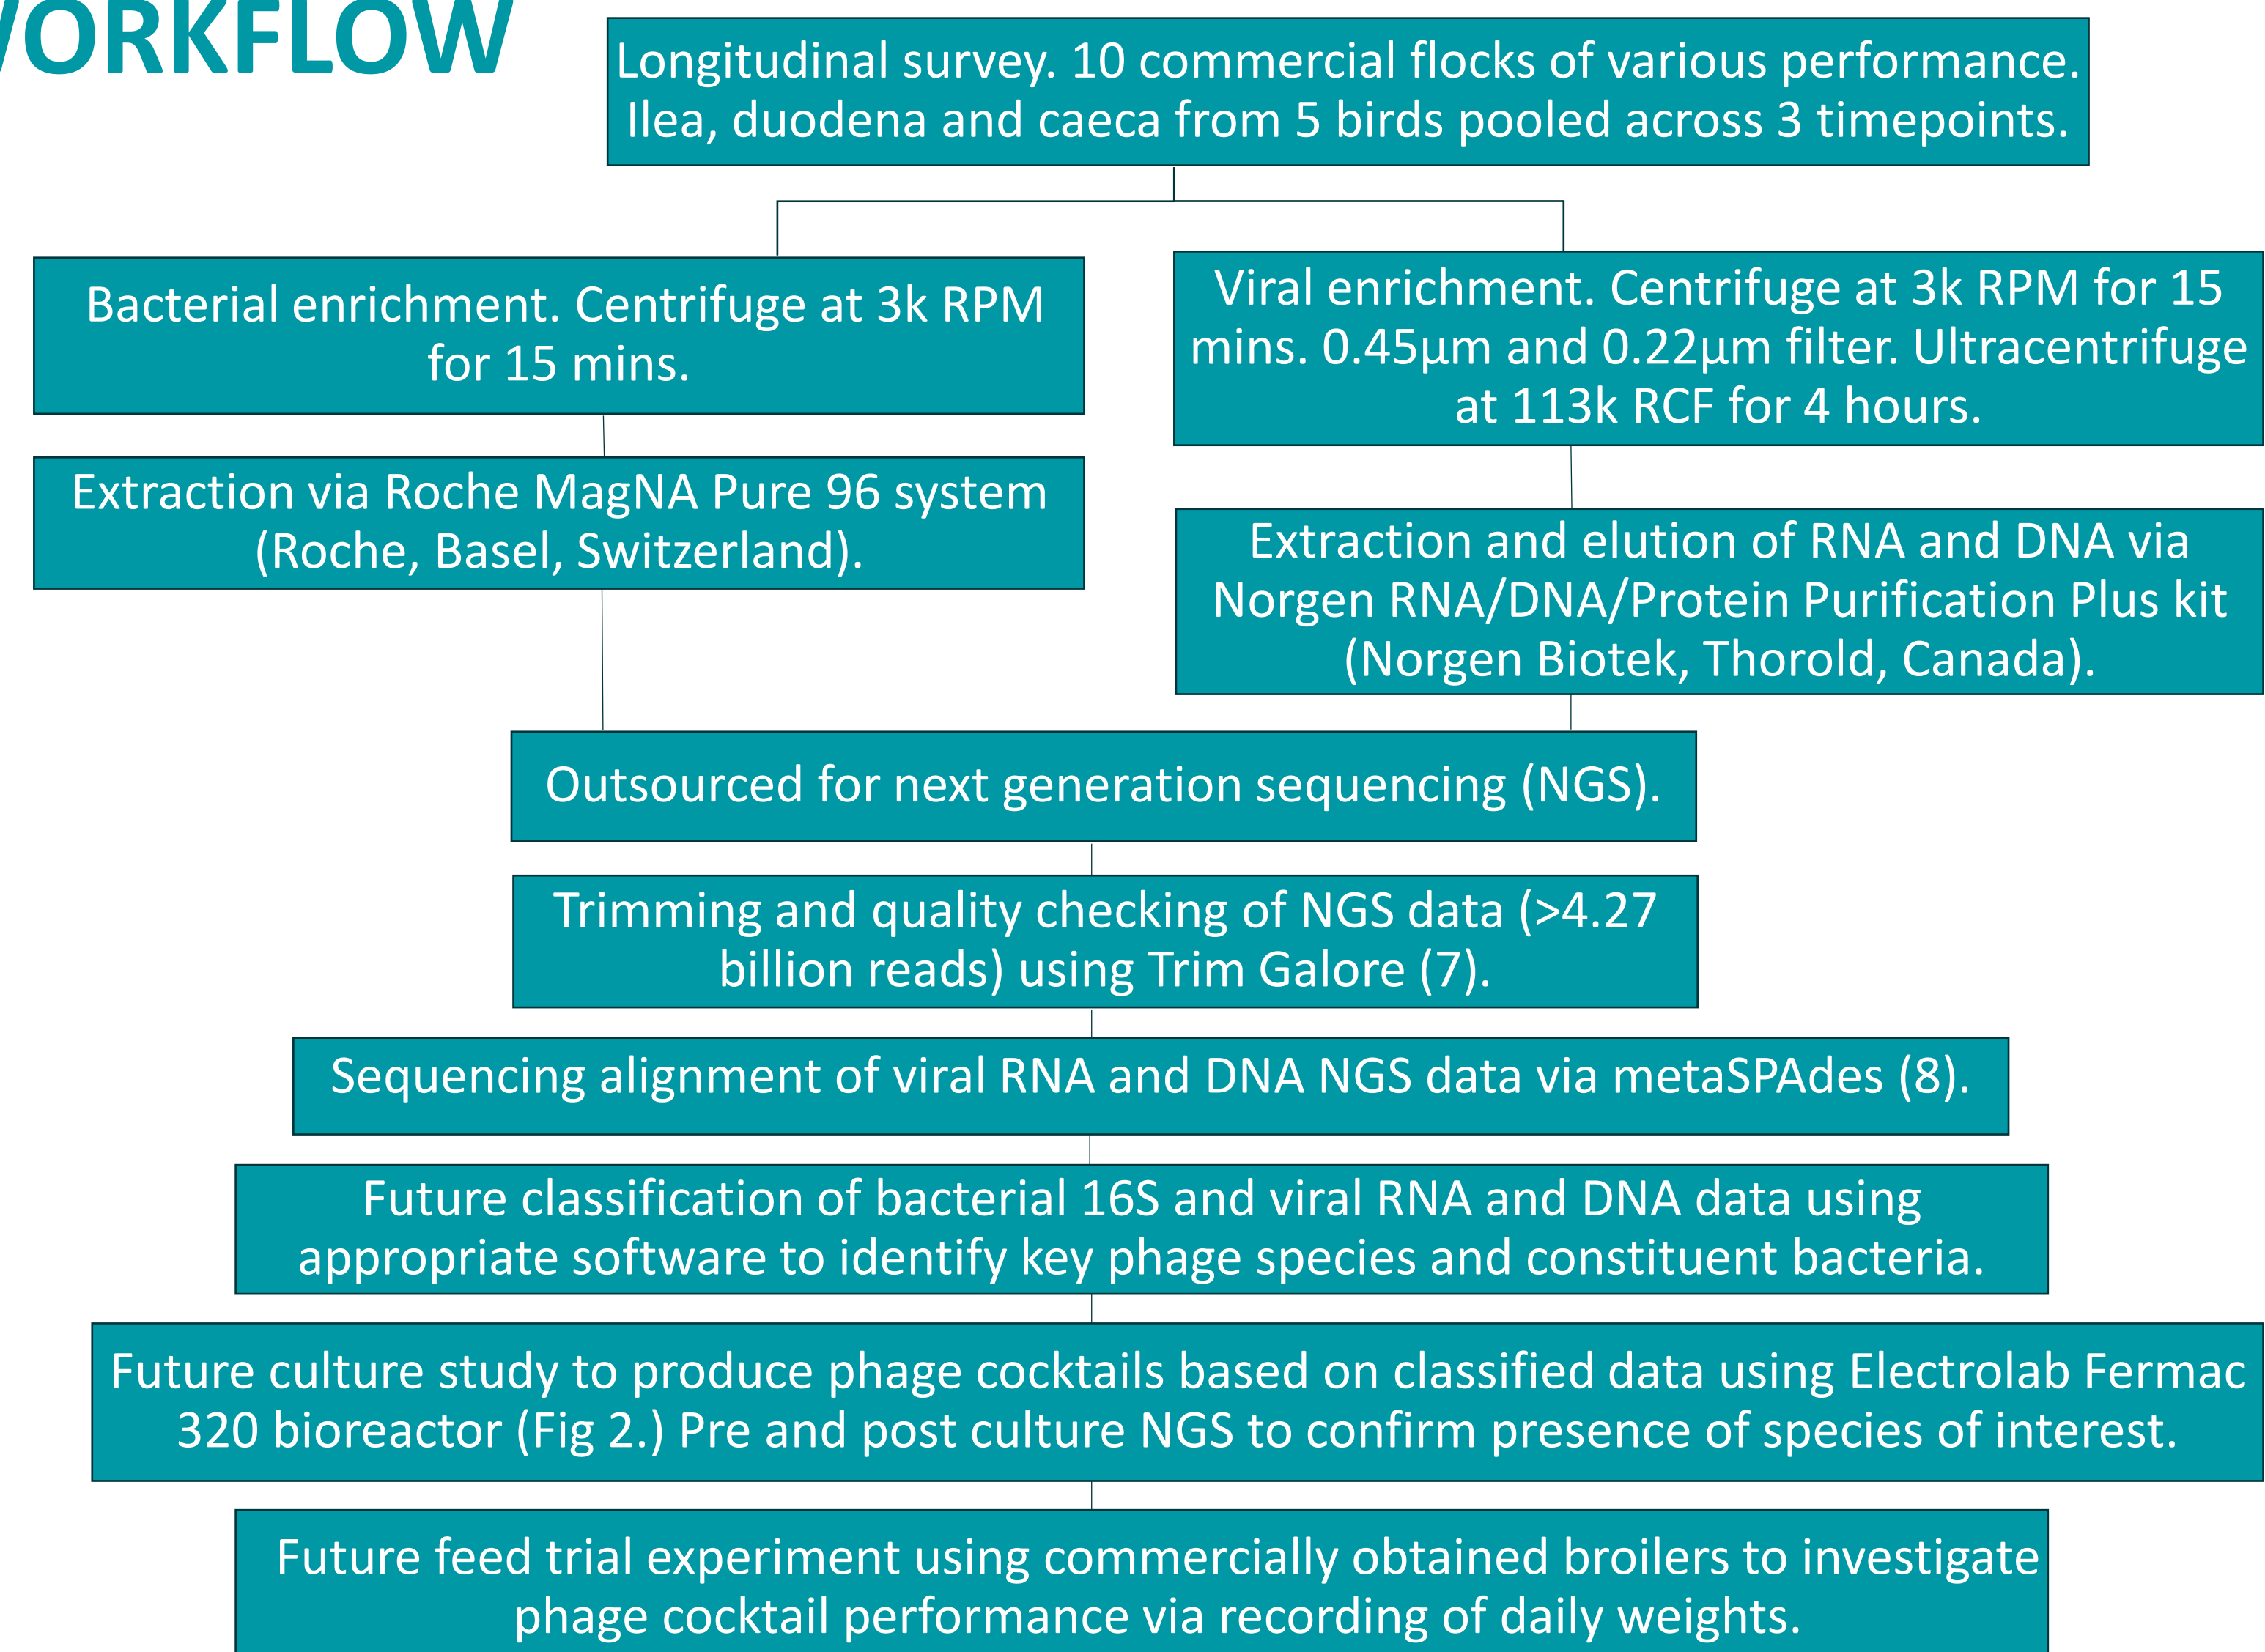 WORKFLOW
Longitudinal survey. 10 commercial flocks of various performance.
Ilea, duodena and caeca from 5 birds pooled across 3 timepoints.
Bacterial enrichment. Centrifuge at 3k RPM
for 15 mins.
Viral enrichment. Centrifuge at 3k RPM for 15
mins. 0.45µm and 0.22µm filter. Ultracentrifuge
at 113k RCF for 4 hours.
Extraction via Roche MagNA Pure 96 system
(Roche, Basel, Switzerland).
Extraction and elution of RNA and DNA via
Norgen RNA/DNA/Protein Purification Plus kit
(Norgen Biotek, Thorold, Canada).
Outsourced for next generation sequencing (NGS).
Trimming and quality checking of NGS data (>4.27
billion reads) using Trim Galore (7).
Sequencing alignment of viral RNA and DNA NGS data via metaSPAdes (8).
Future classification of bacterial 16S and viral RNA and DNA data using
appropriate software to identify key phage species and constituent bacteria.
Future culture study to produce phage cocktails based on classified data using Electrolab Fermac
320 bioreactor (Fig 2.) Pre and post culture NGS to confirm presence of species of interest.
Future feed trial experiment using commercially obtained broilers to investigate
phage cocktail performance via recording of daily weights.